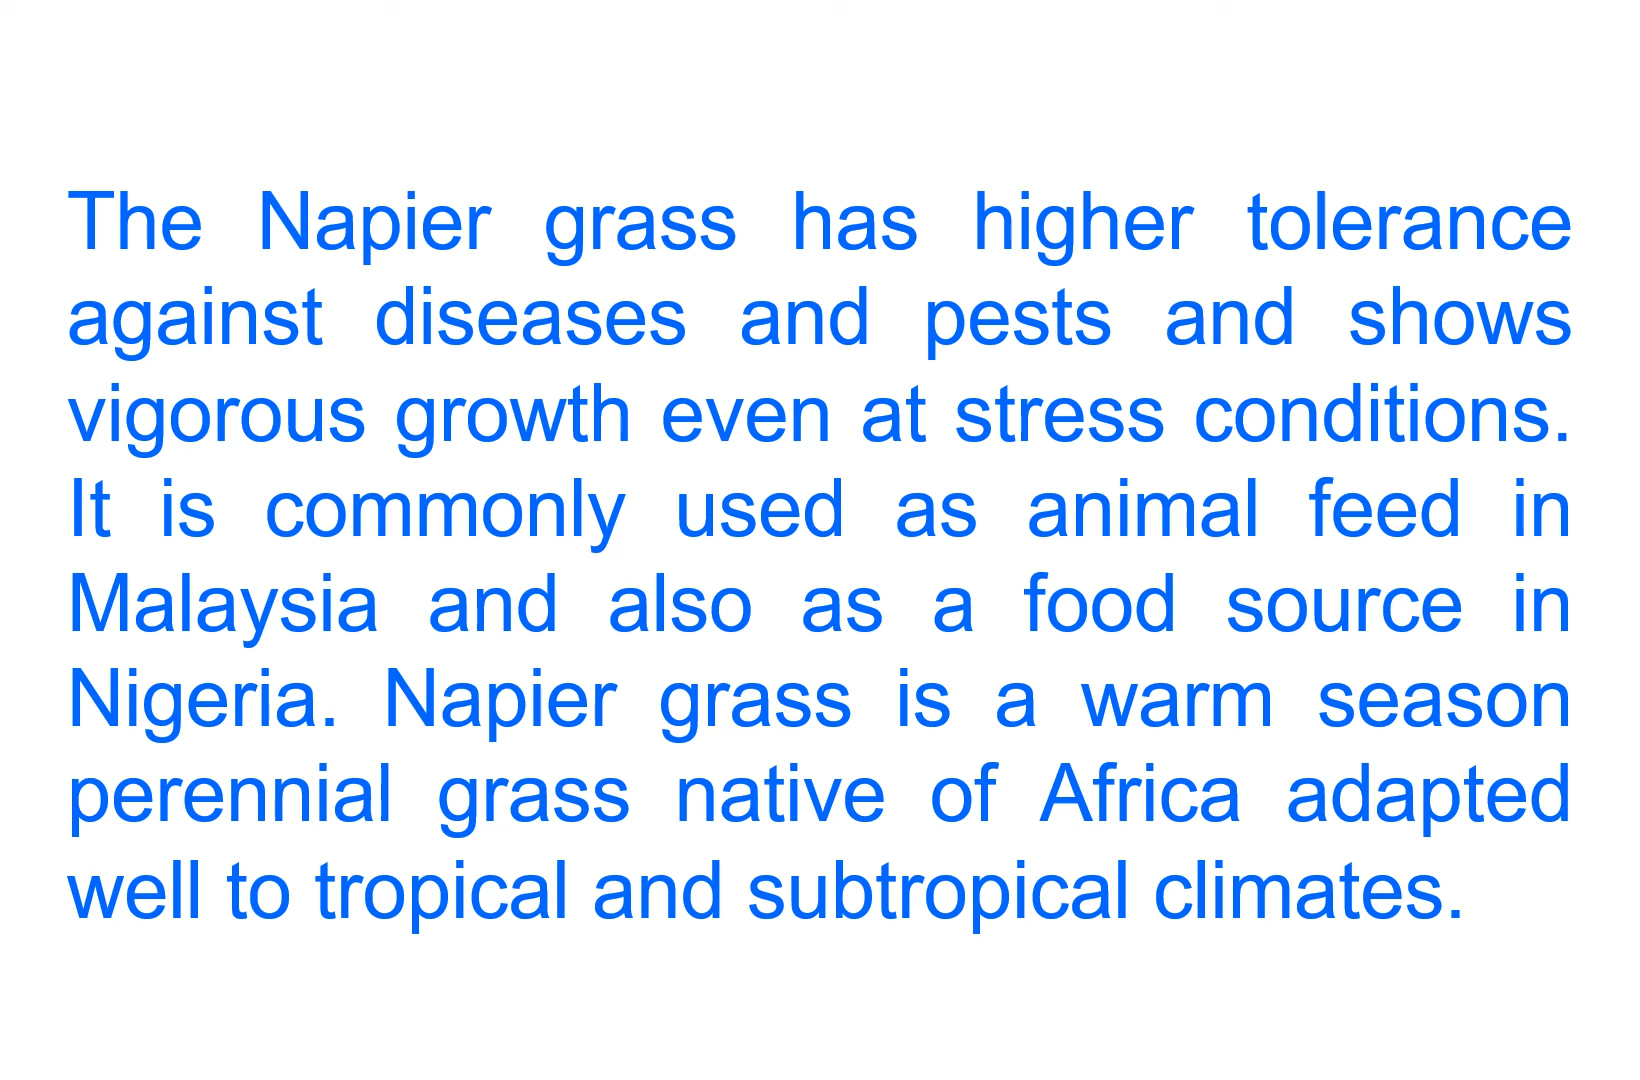 The Napier grass has higher tolerance
against diseases and pests and shows
vigorous growth even at stress conditions.
It is commonly used as animal feed in
Malaysia and also as a food source in
Nigeria. Napier grass is a warm season
perennial grass native of Africa adapted
well to tropical and subtropical climates.